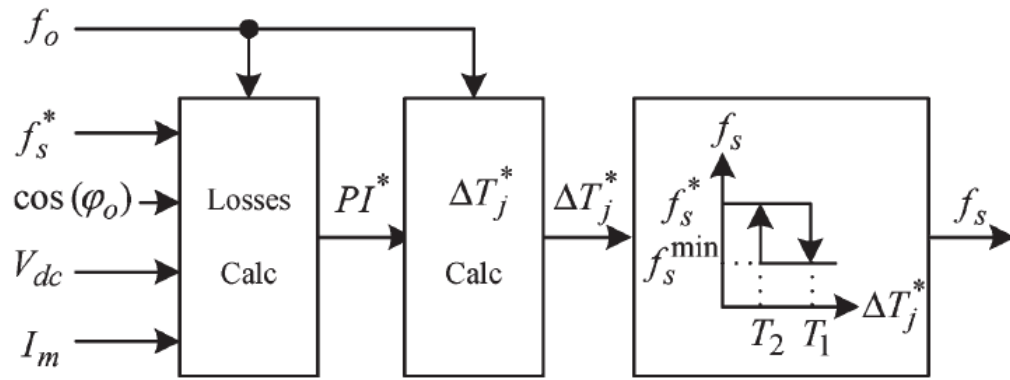 f_o
f_s^*
cos(φ_o)
V_dc
I_m
Losses
Calc
PI^*
ΔT_j^*
Calc
ΔT_j^*
f_s
f_s^*
f_s^min
T_2 T_1
ΔT_j^*
f_s